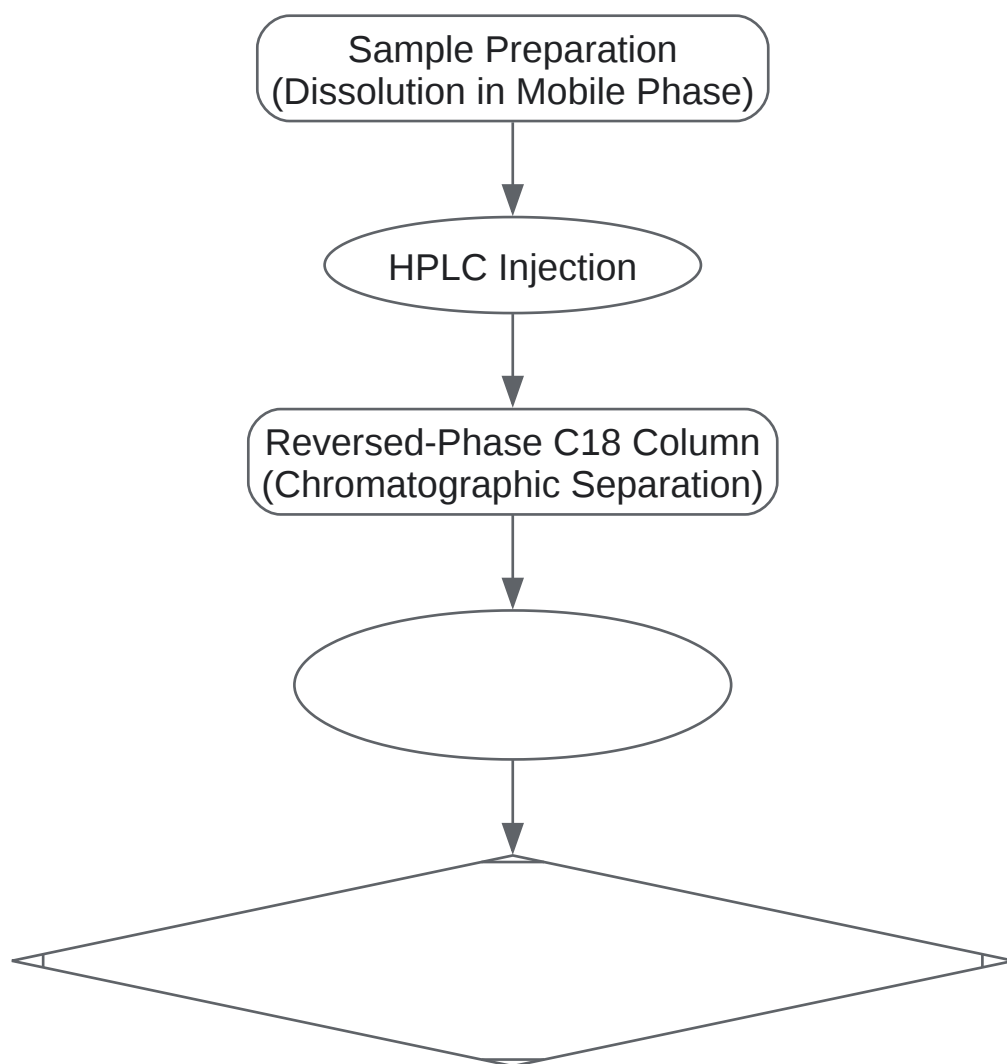 Sample Preparation
(Dissolution in Mobile Phase)
HPLC Injection
Reversed-Phase C18 Column
(Chromatographic Separation)